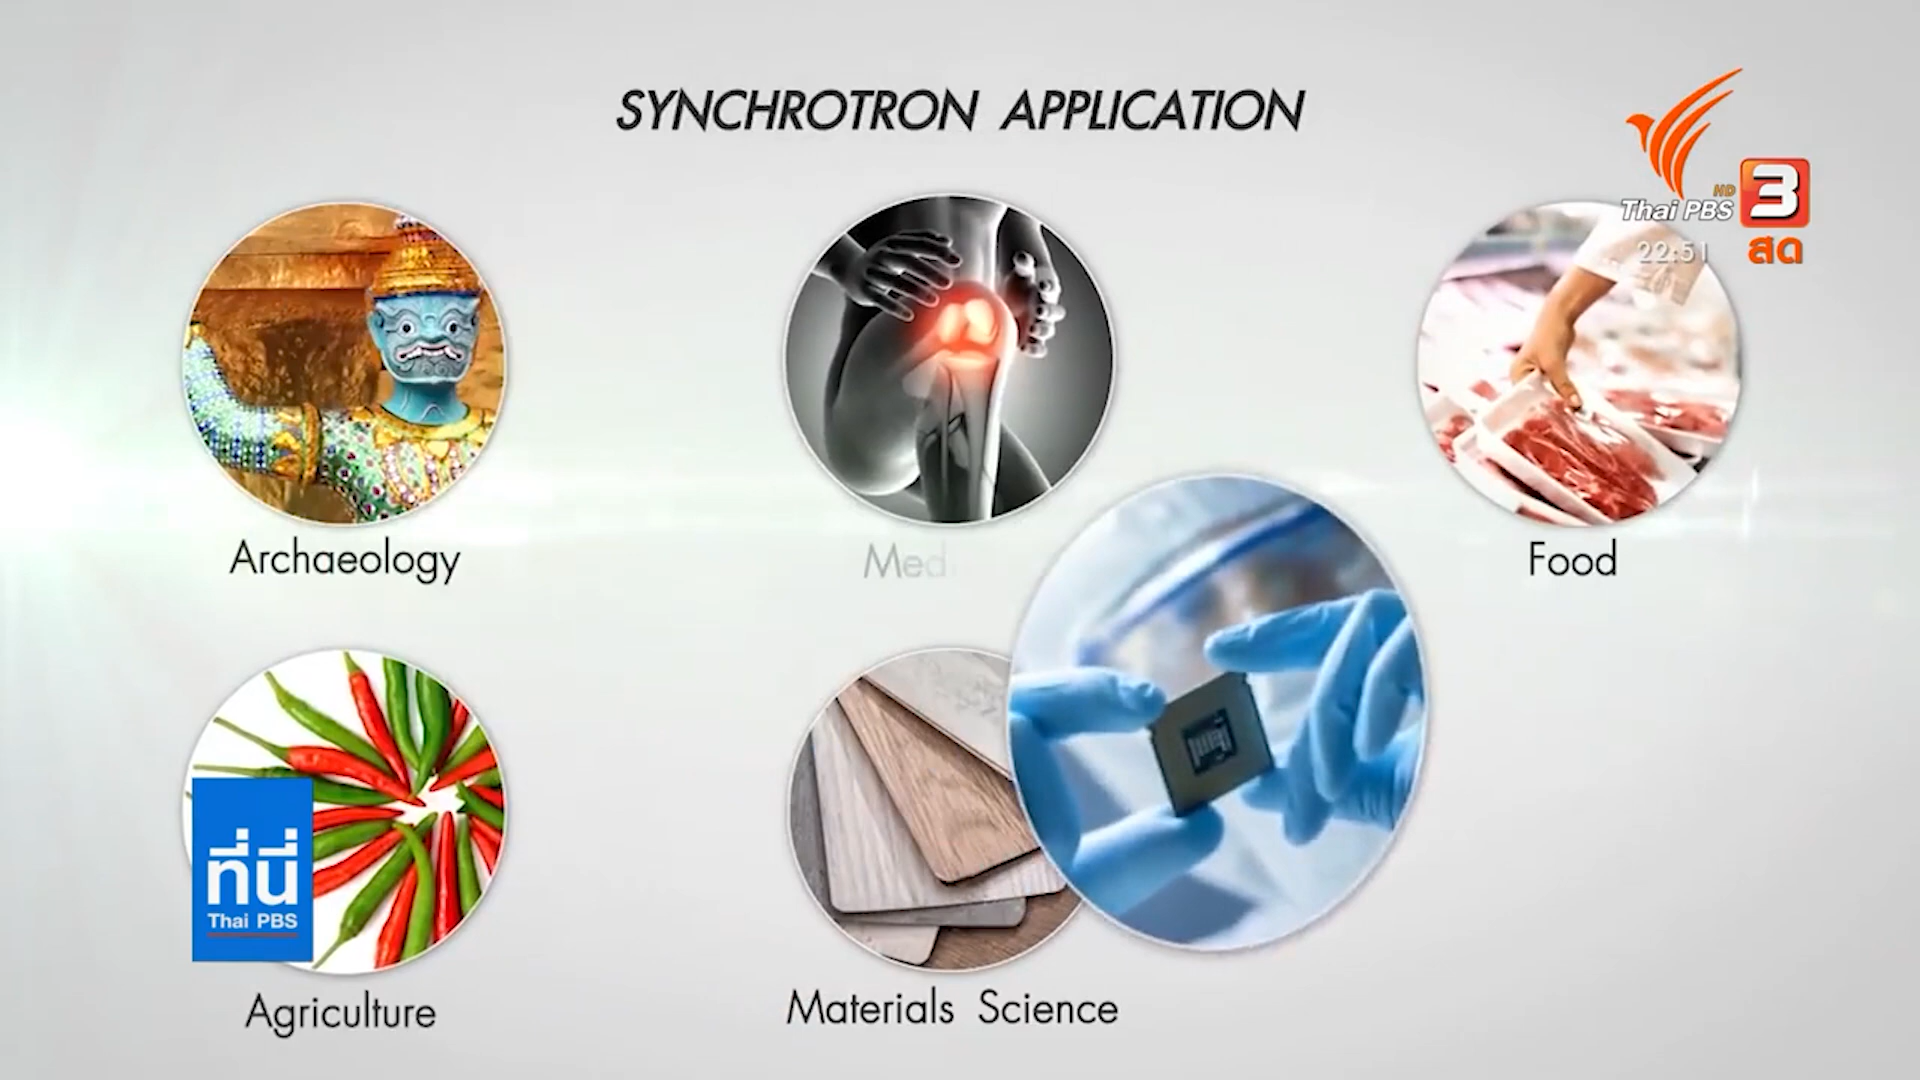 SYNCHROTRON APPLICATION
HD
Thai PBS
3
22:51
สด
Archaeology
Med
Food
ที่นี่
Thai PBS
Agriculture
Materials Science